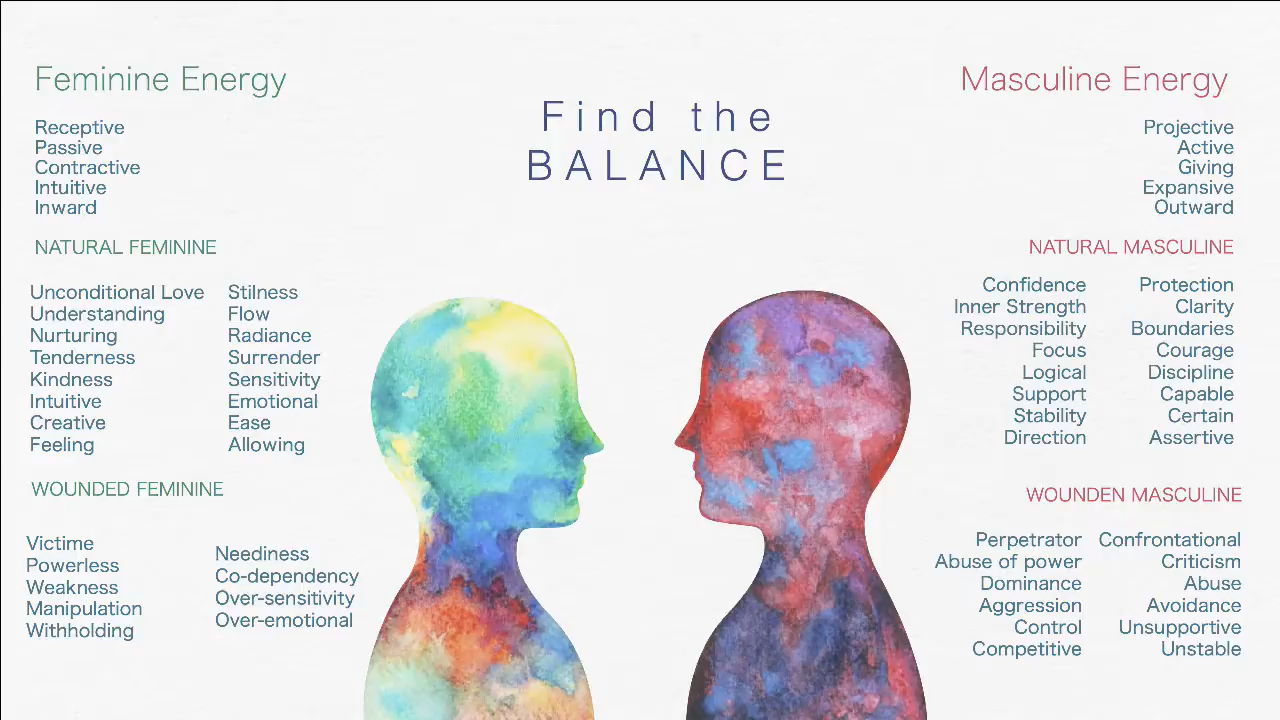 Feminine Energy
Receptive
Passive
Contractive
Intuitive
Inward
NATURAL FEMININE
Unconditional Love
Understanding
Nurturing
Tenderness
Kindness
Intuitive
Creative
Feeling
Stilness
Flow
Radiance
Surrender
Sensitivity
Emotional
Ease
Allowing
WOUNDED FEMININE
Victime
Powerless
Weakness
Manipulation
Withholding
Neediness
Co-dependency
Over-sensitivity
Over-emotional
Find the
BALANCE
Masculine Energy
Projective
Active
Giving
Expansive
Outward
NATURAL MASCULINE
Confidence
Inner Strength
Responsibility
Focus
Logical
Support
Stability
Direction
Protection
Clarity
Boundaries
Courage
Discipline
Capable
Certain
Assertive
WOUNDEN MASCULINE
Perpetrator
Abuse of power
Dominance
Aggression
Control
Competitive
Confrontational
Criticism
Abuse
Avoidance
Unsupportive
Unstable